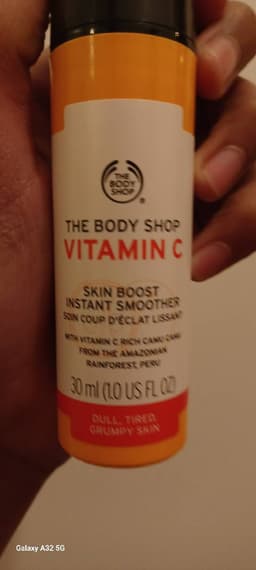 THE
BODY
SHOP
®
THE BODY SHOP
VITAMIN C
SKIN BOOST
INSTANT SMOOTHER
SOIN COUP D'ÉCLAT LISSANT
WITH VITAMIN C RICH CAMU CAMU
FROM THE AMAZONIAN
RAINFOREST, PERU
30 ml (1.0 US FL OZ)
DULL, TIRED,
GRUMPY SKIN
Galaxy A32 5G